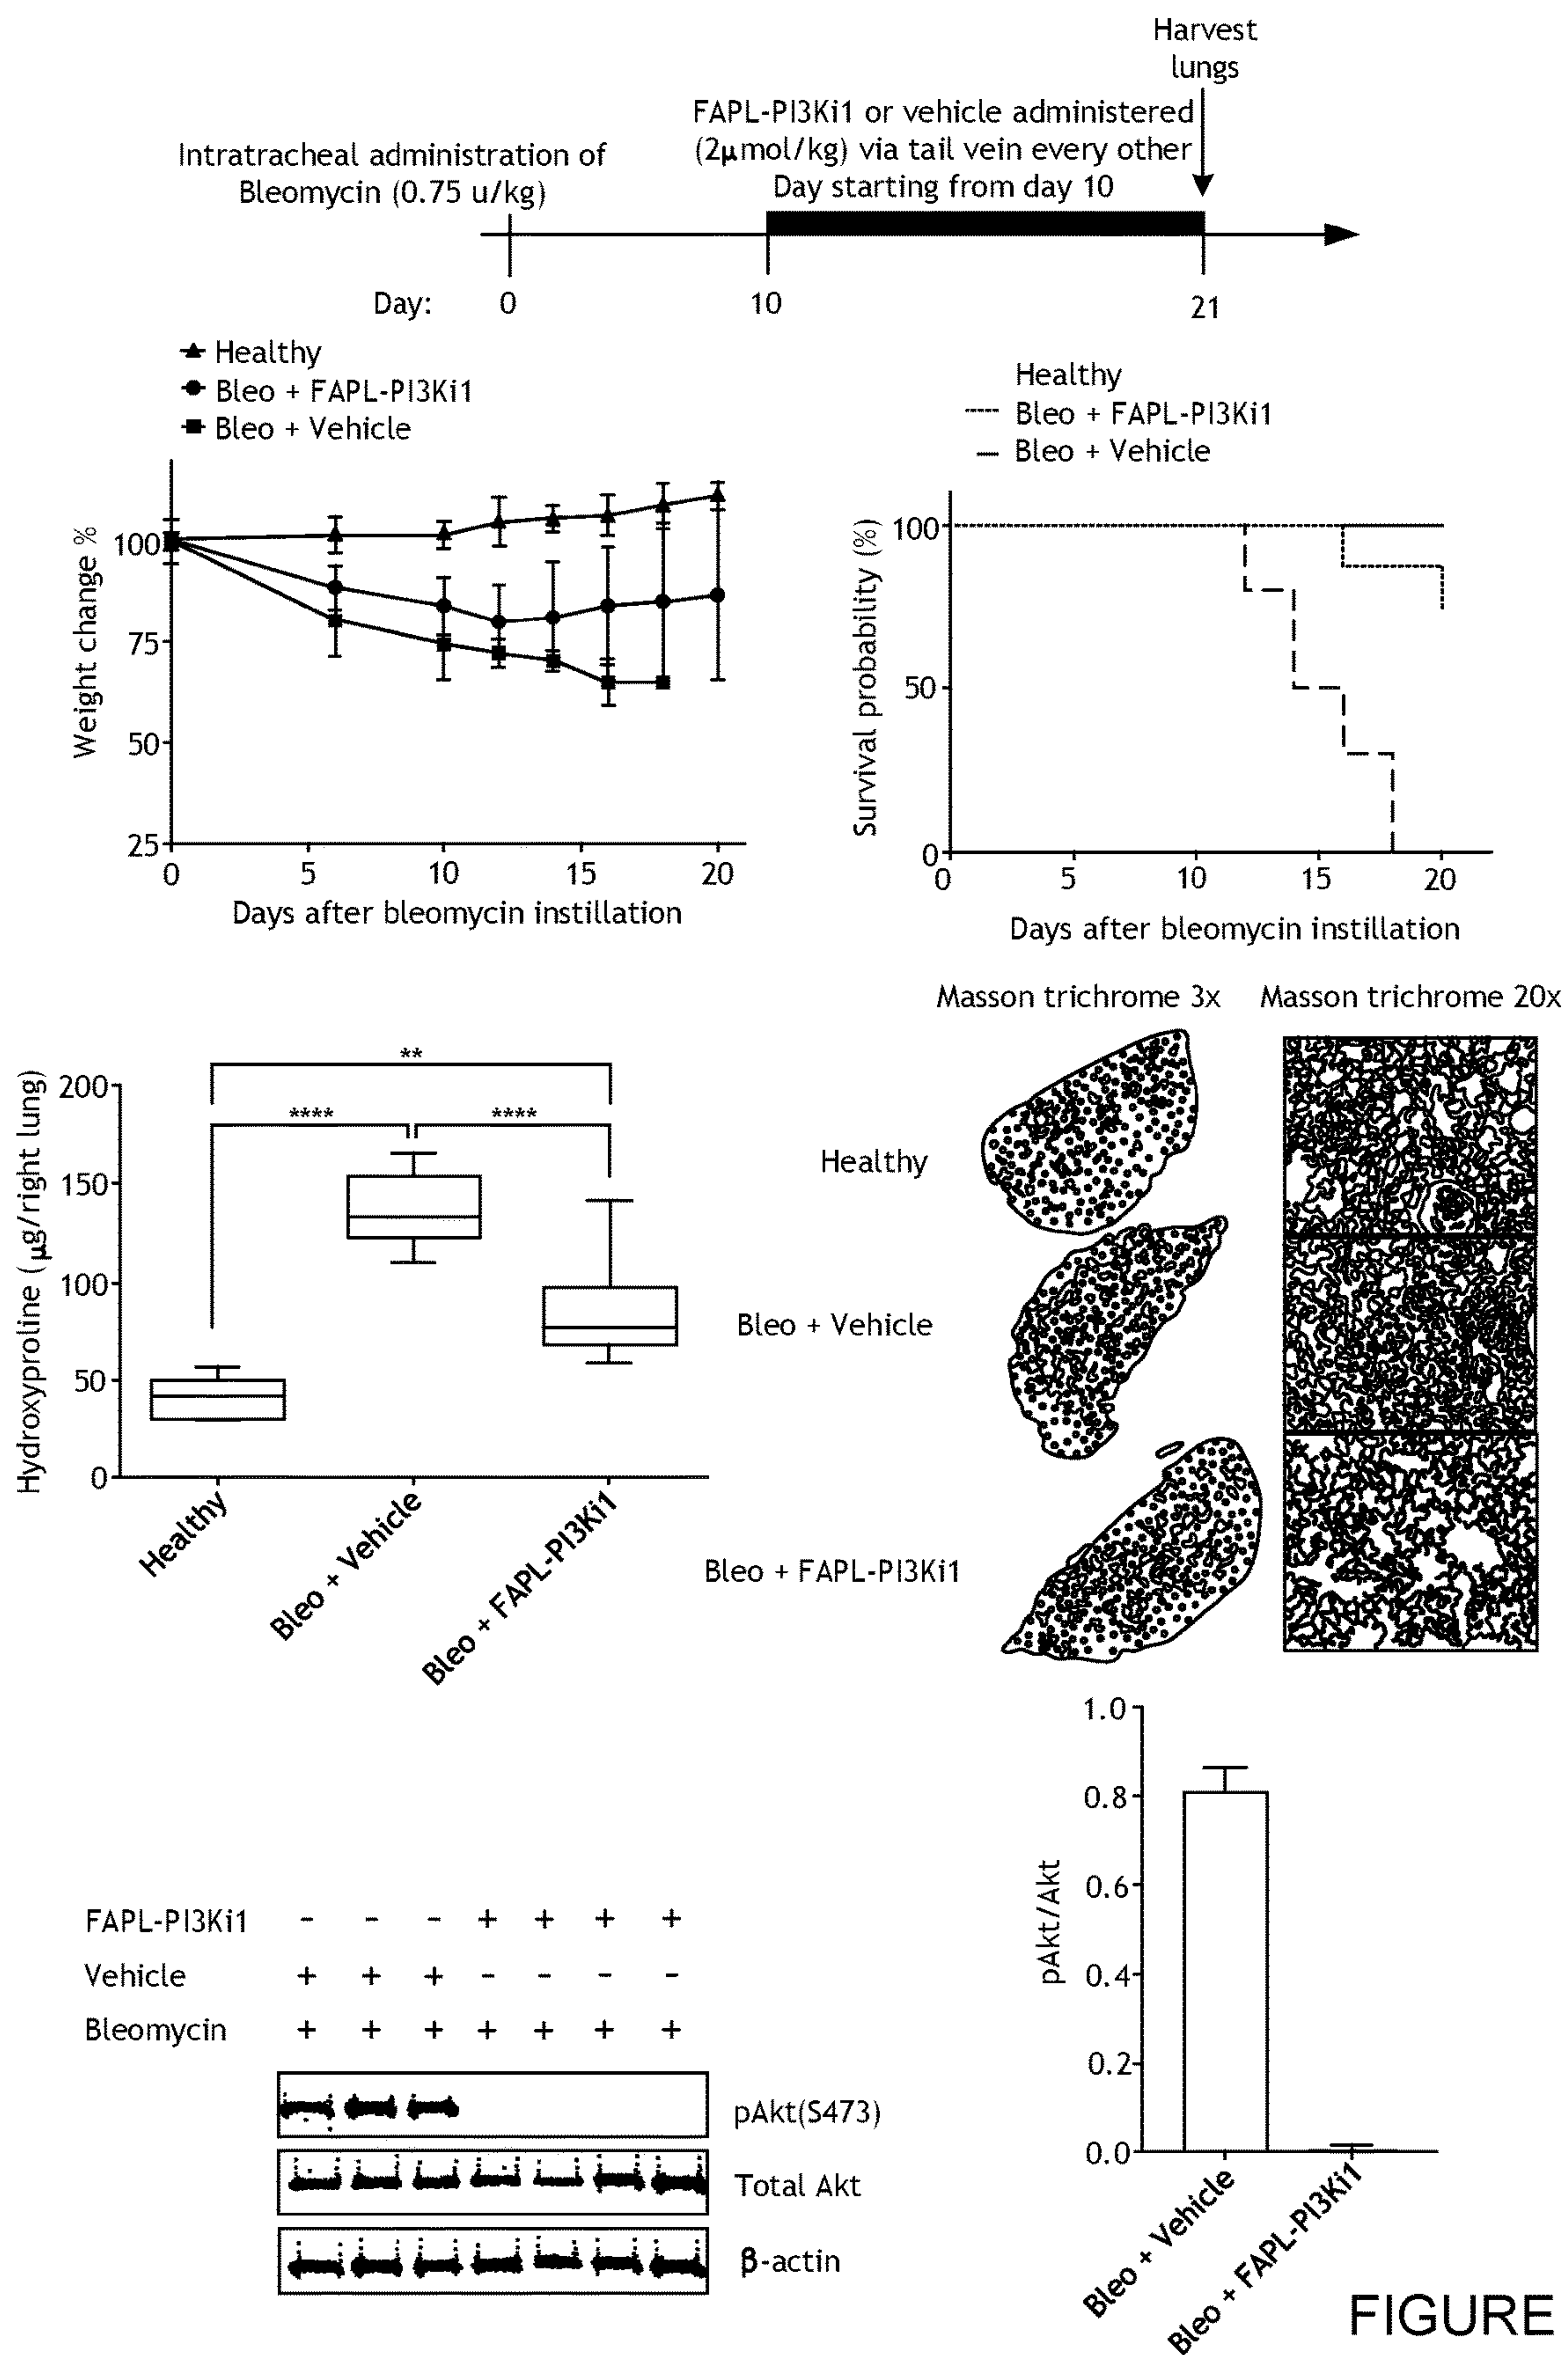 Harvest
lungs
FAPL-PI3Ki1 or vehicle administered
(2μmol/kg) via tail vein every other
Day starting from day 10
Intratracheal administration of
Bleomycin (0.75 u/kg)
Day: 0 10 21
Healthy
Bleo + FAPL-PI3Ki1
Bleo + Vehicle
Weight change %
100
75
50
25
0 5 10 15 20
Days after bleomycin instillation
Healthy
Bleo + FAPL-PI3Ki1
Bleo + Vehicle
Survival probability (%)
100
50
0
0 5 10 15 20
Days after bleomycin instillation
Hydroxyproline (μg/right lung)
200
150
100
50
0
**
**** ****
Healthy
Bleo + Vehicle
Bleo + FAPL-PI3Ki1
Masson trichrome 3x Masson trichrome 20x
Healthy
Bleo + Vehicle
Bleo + FAPL-PI3Ki1
FAPL-PI3Ki1 - - - + + + +
Vehicle + + + - - - -
Bleomycin + + + + + + +
pAkt(S473)
Total Akt
β-actin
pAkt/Akt
1.0
0.8
0.6
0.4
0.2
0.0
Bleo + Vehicle
Bleo + FAPL-PI3Ki1
FIGURE